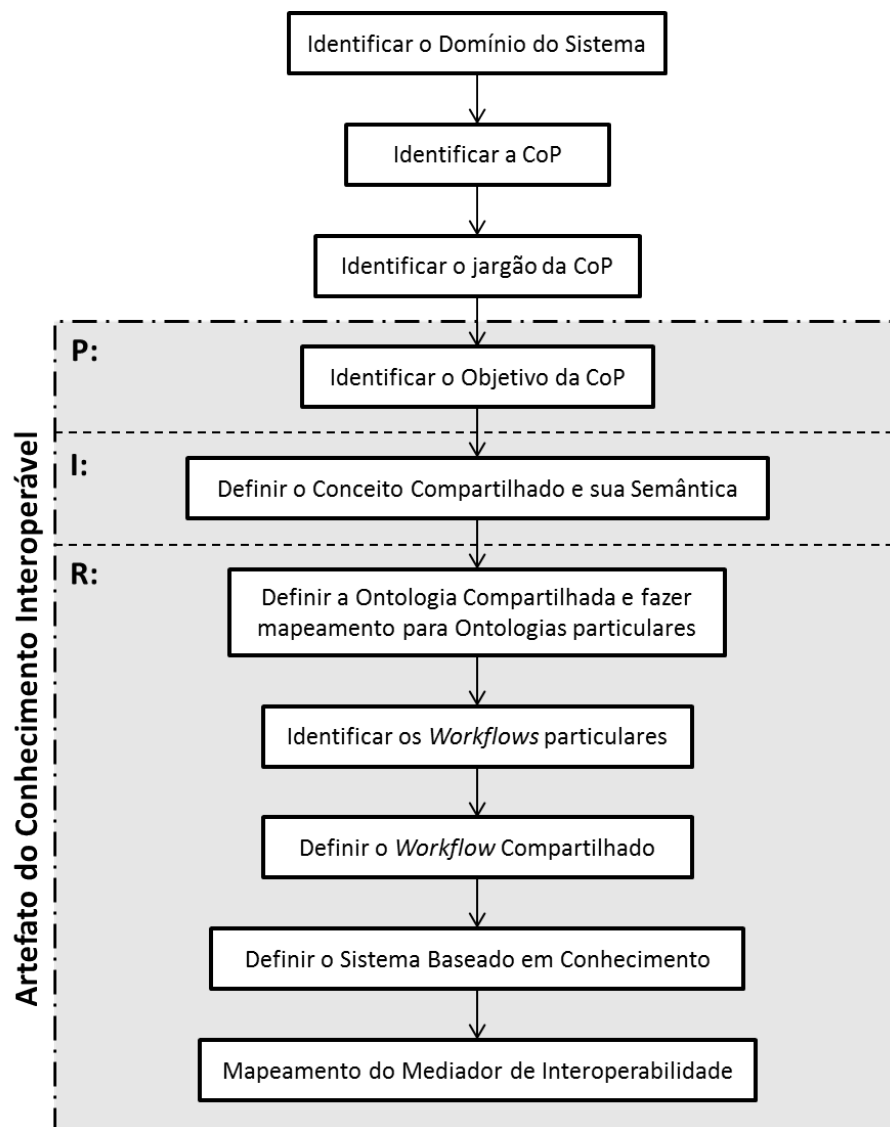 Identificar o Domínio do Sistema
Identificar a CoP
Identificar o jargão da CoP
P:
Identificar o Objetivo da CoP
I:
Definir o Conceito Compartilhado e sua Semântica
R:
Definir a Ontologia Compartilhada e fazer
mapeamento para Ontologias particulares
Identificar os Workflows particulares
Definir o Workflow Compartilhado
Definir o Sistema Baseado em Conhecimento
Mapeamento do Mediador de Interoperabilidade
Artefato do Conhecimento Interoperável